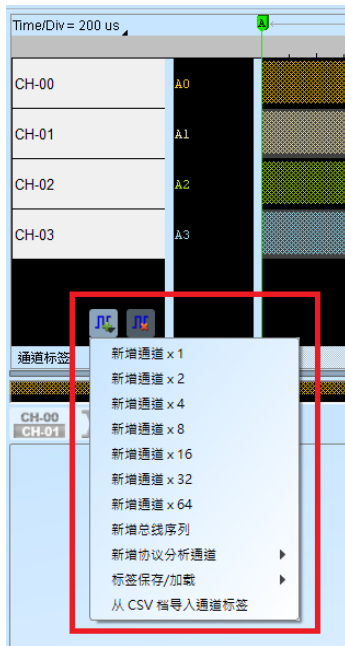 Time/Div= 200 us
A
CH-00
A0
CH-01
A1
CH-02
A2
CH-03
A3
通道标签
新增通道 x 1
新增通道 x 2
新增通道 x 4
新增通道 x 8
新增通道 x 16
新增通道 x 32
新增通道 x 64
新增总线序列
新增协议分析通道
标签保存/加载
从 CSV 檔导入通道标签
CH-00
CH-01